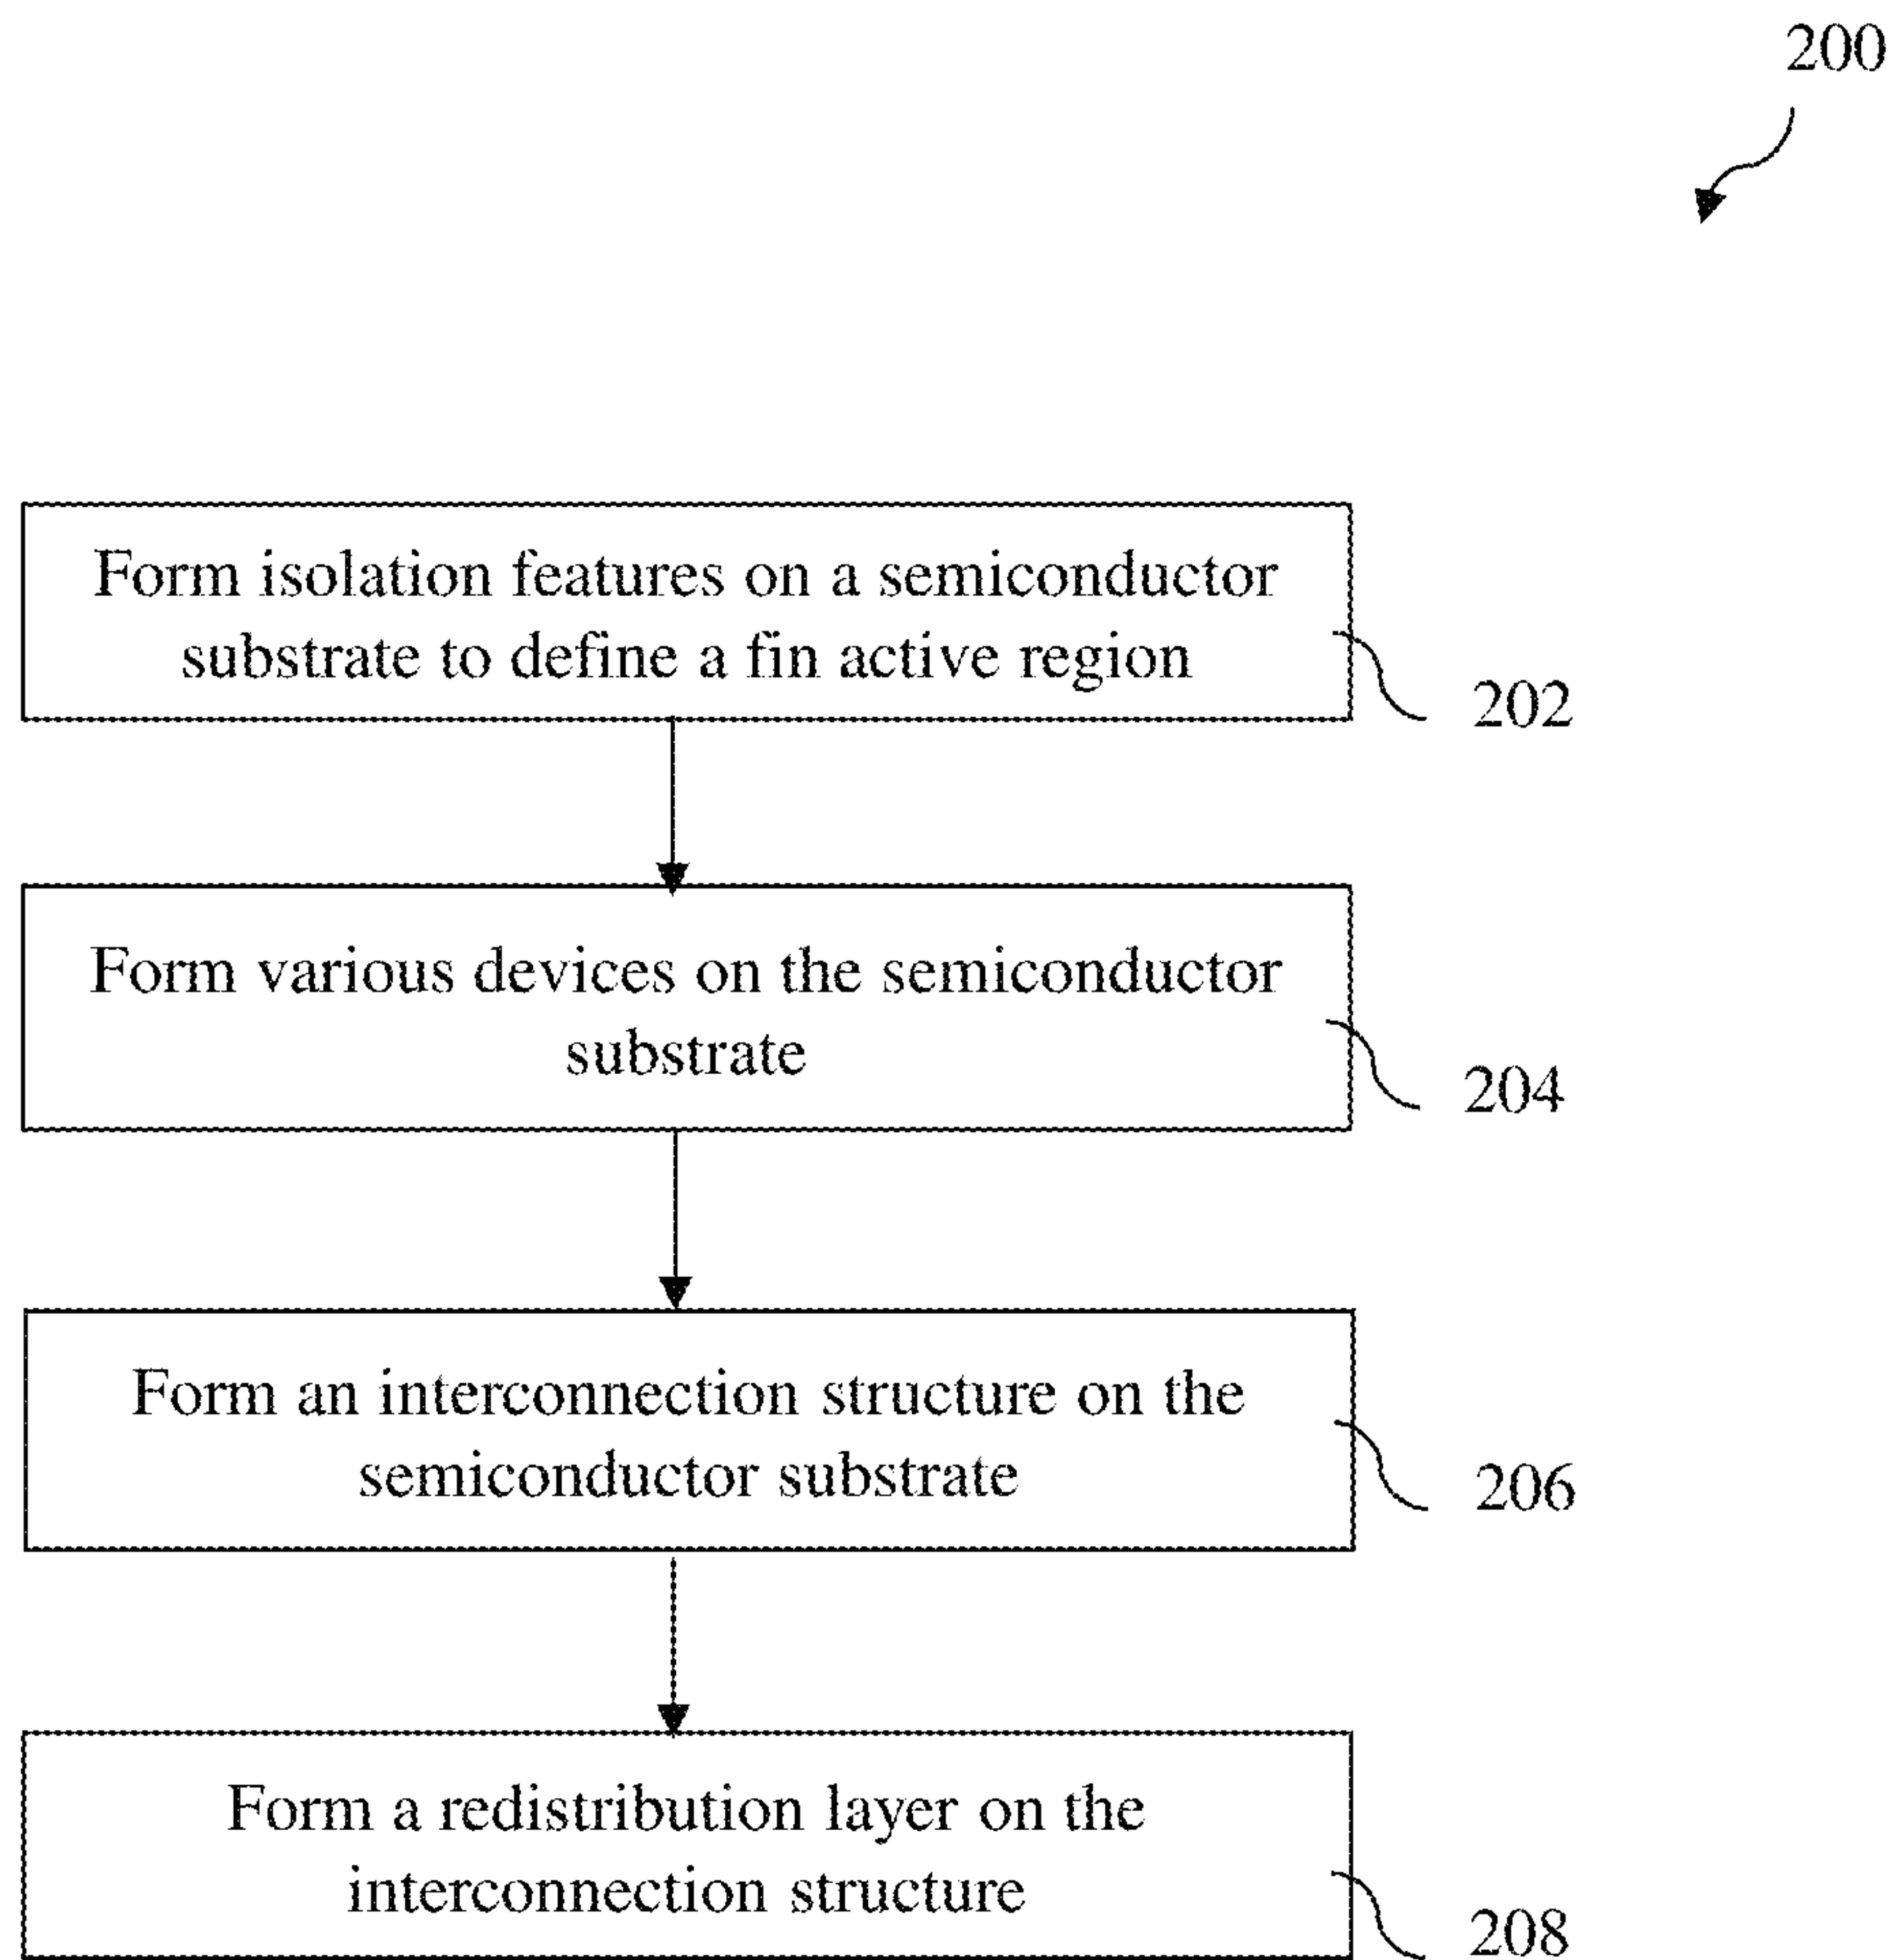 200
Form isolation features on a semiconductor
substrate to define a fin active region
202
Form various devices on the semiconductor
substrate
204
Form an interconnection structure on the
semiconductor substrate
206
Form a redistribution layer on the
interconnection structure
208